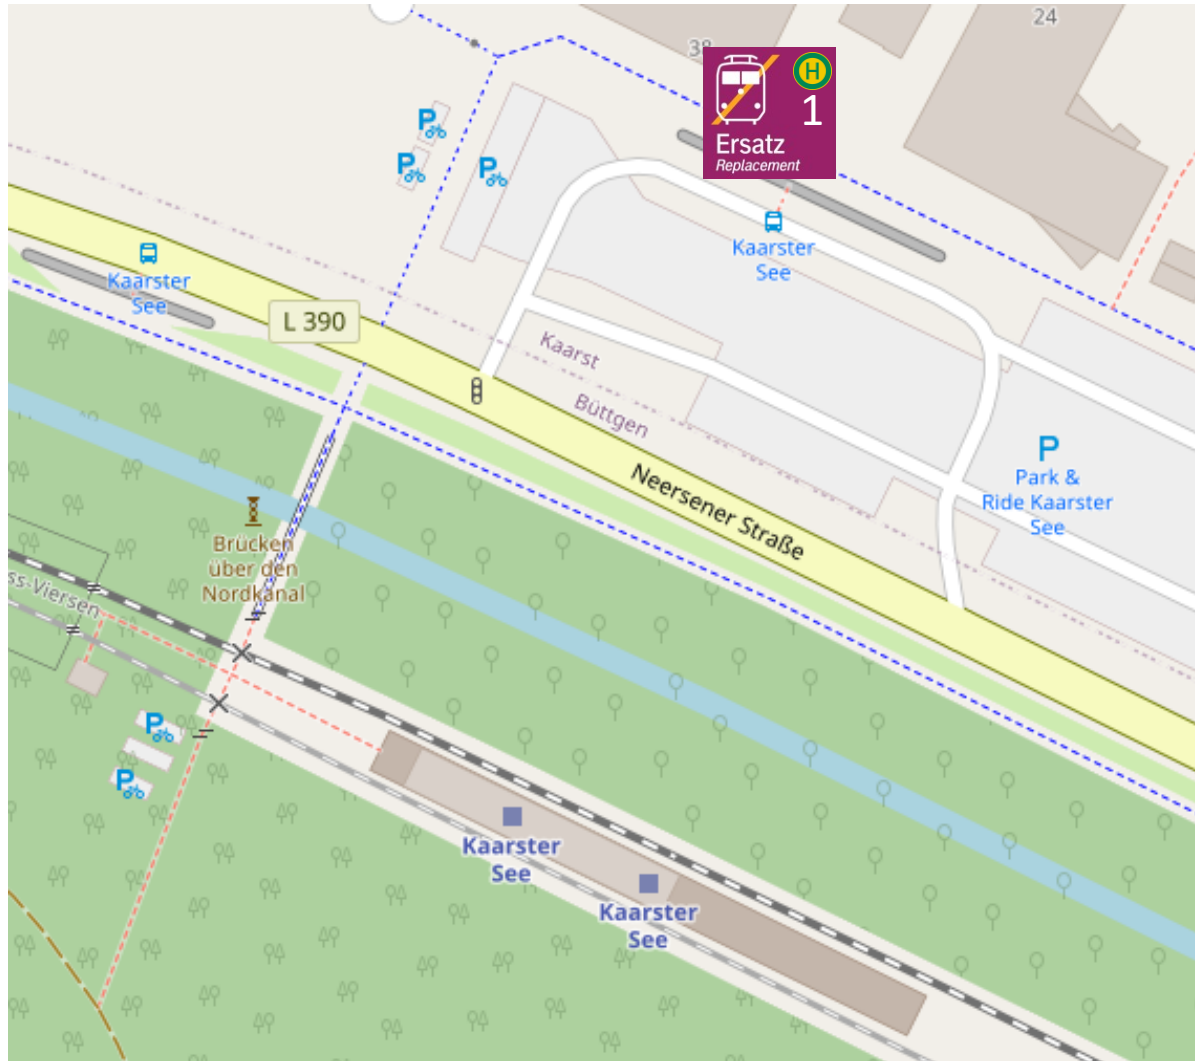 24
38
H
1
Ersatz
Replacement
P
P
P
Kaarster
See
Kaarster
See
L 390
Kaarst
Büttgen
Neersener Straße
P
Park &
Ride Kaarster
See
Brücken
über den
Nordkanal
ss-Viersen
P
P
Kaarster
See
Kaarster
See